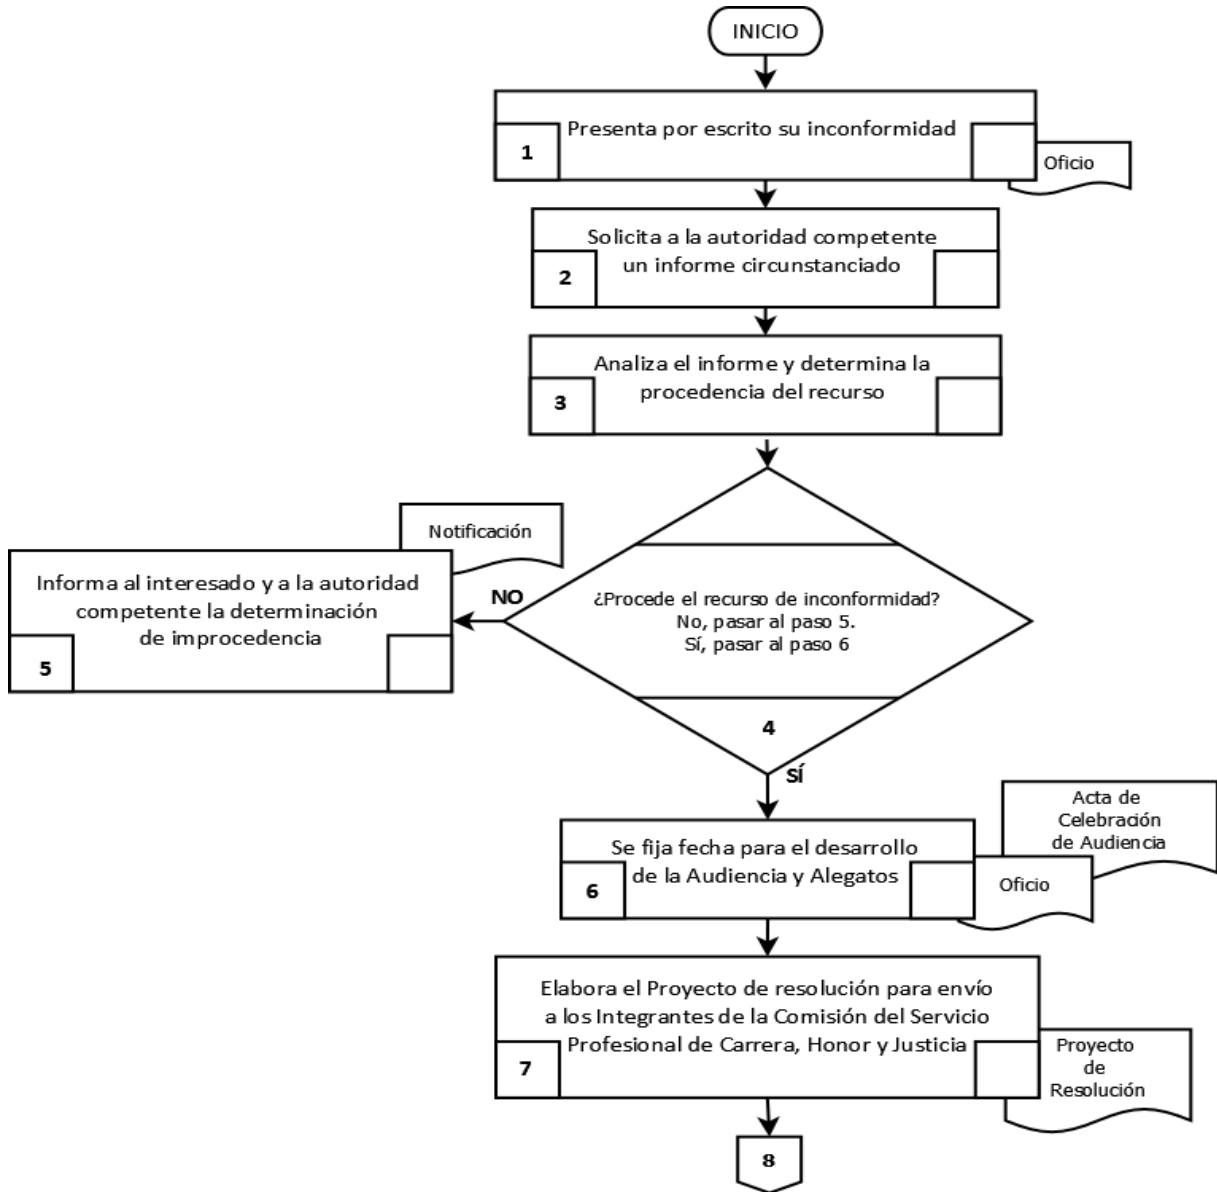 INICIO
Presenta por escrito su inconformidad
1
Oficio
Solicita a la autoridad competente
un informe circunstanciado
2
Analiza el informe y determina la
procedencia del recurso
3
¿Procede el recurso de inconformidad?
No, pasar al paso 5.
Sí, pasar al paso 6
4
NO
Notificación
Informa al interesado y a la autoridad
competente la determinación
de improcedencia
5
SÍ
Se fija fecha para el desarrollo
de la Audiencia y Alegatos
6
Oficio
Acta de
Celebración
de Audiencia
Elabora el Proyecto de resolución para envío
a los Integrantes de la Comisión del Servicio
Profesional de Carrera, Honor y Justicia
7
Proyecto
de
Resolución
8